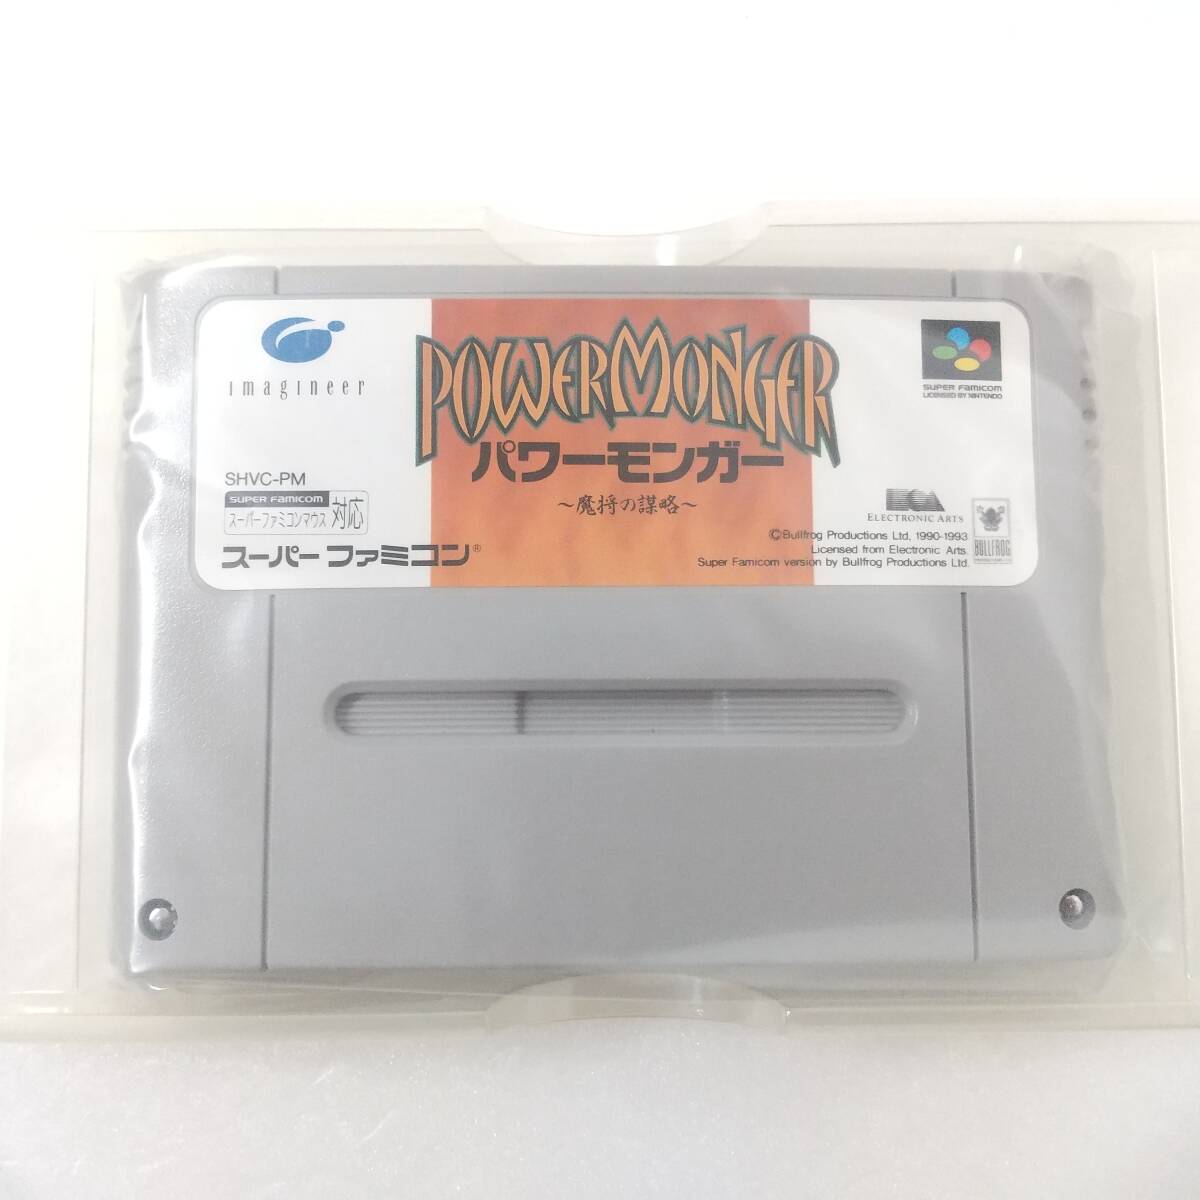 imagineer
POWERMONGER
パワーモンガー
～魔将の謀略～
SUPER FAMICOM
LICENSED BY NINTENDO
SHVC-PM
SUPER FAMICOM
スーパーファミコンマウス 対応
スーパーファミコン®
ELECTRONIC ARTS
BULLFROG
©Bullfrog Productions Ltd. 1990-1993
Licensed from Electronic Arts.
Super Famicom version by Bullfrog Productions Ltd.